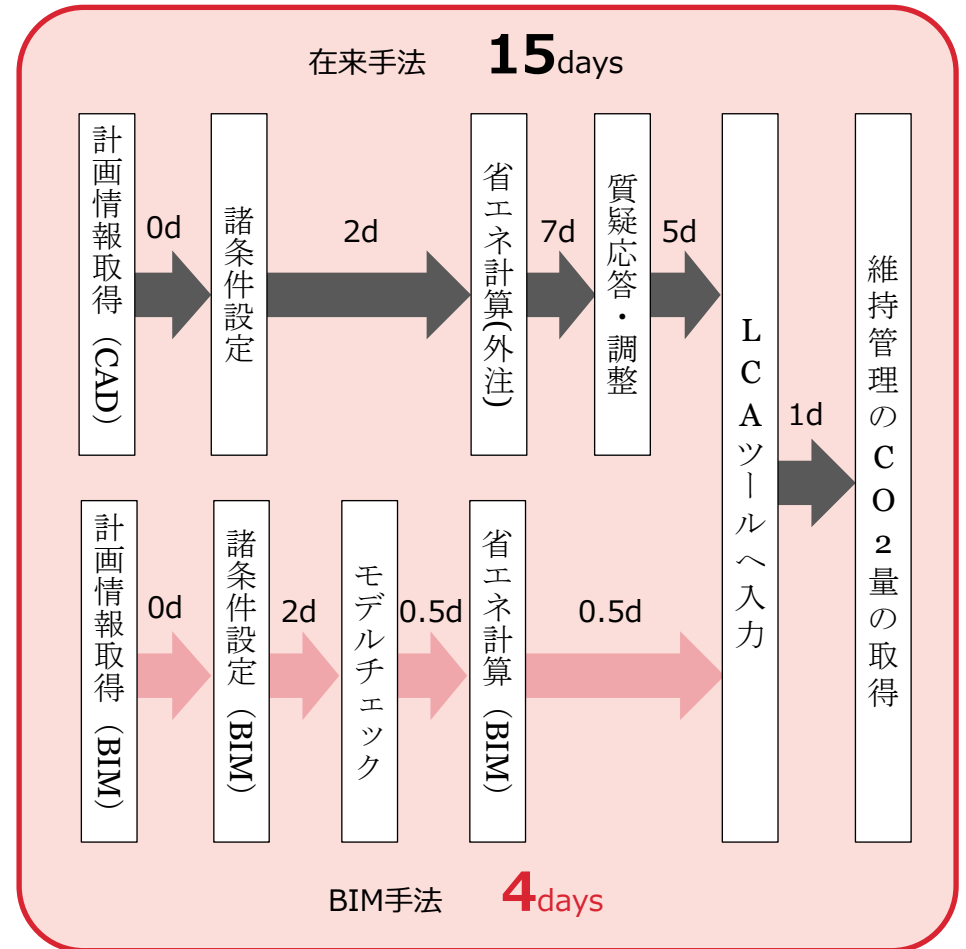 在来手法 15days
計画情報取得（CAD）
0d
諸条件設定
2d
省エネ計算(外注)
7d
質疑応答・調整
5d
LCAツールへ入力
1d
維持管理のCO2量の取得
計画情報取得（BIM）
0d
諸条件設定（BIM）
2d
モデルチェック
0.5d
省エネ計算（BIM）
0.5d
BIM手法 4days